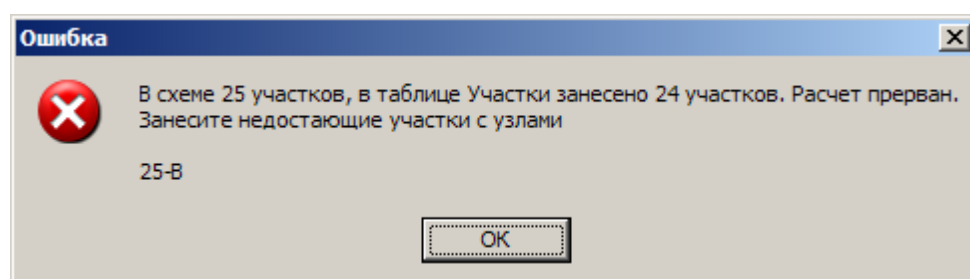 Ошибка
В схеме 25 участков, в таблице Участки занесено 24 участков. Расчет прерван.
Занесите недостающие участки с узлами
25-В
OK